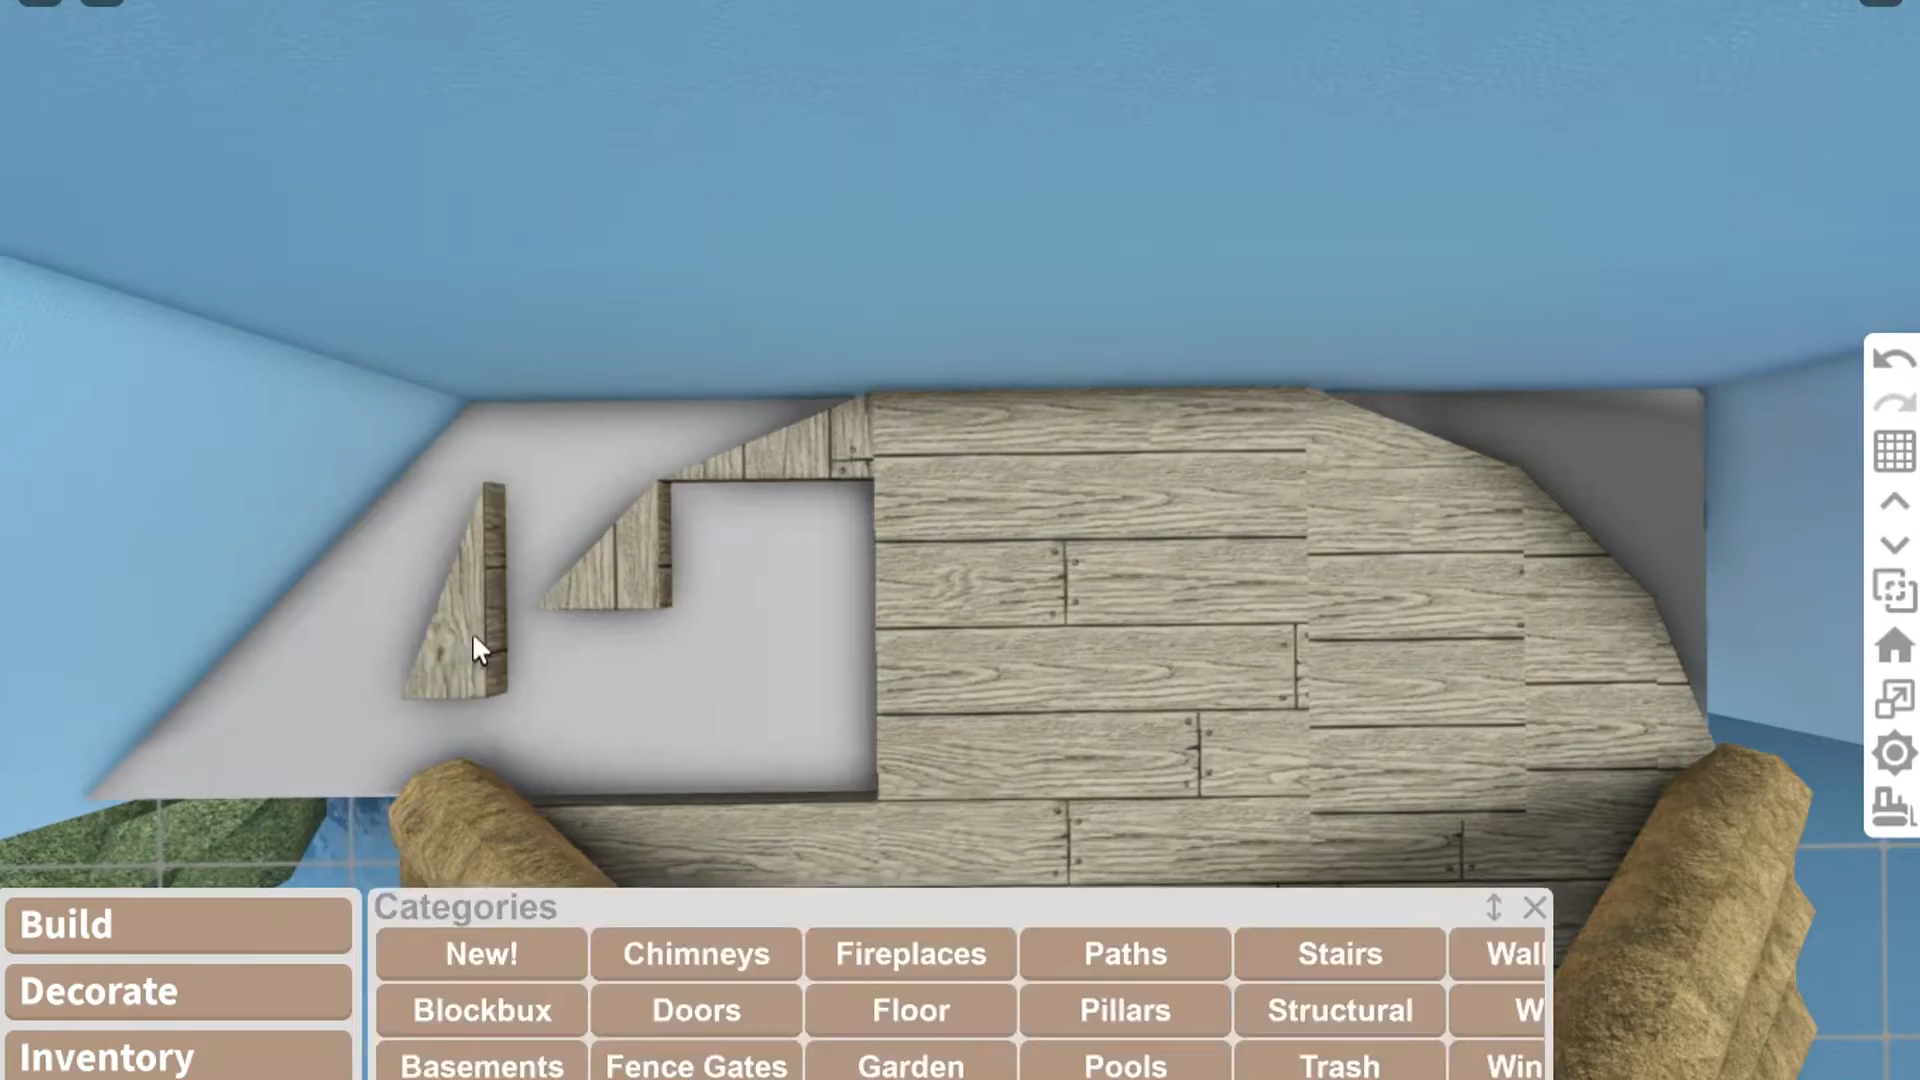 Categories
Build
New! Chimneys Fireplaces Paths Stairs
Decorate
Blockbux Doors Floor Pillars Structural
Inventory
Basements Fence Gates Garden Pools Trash